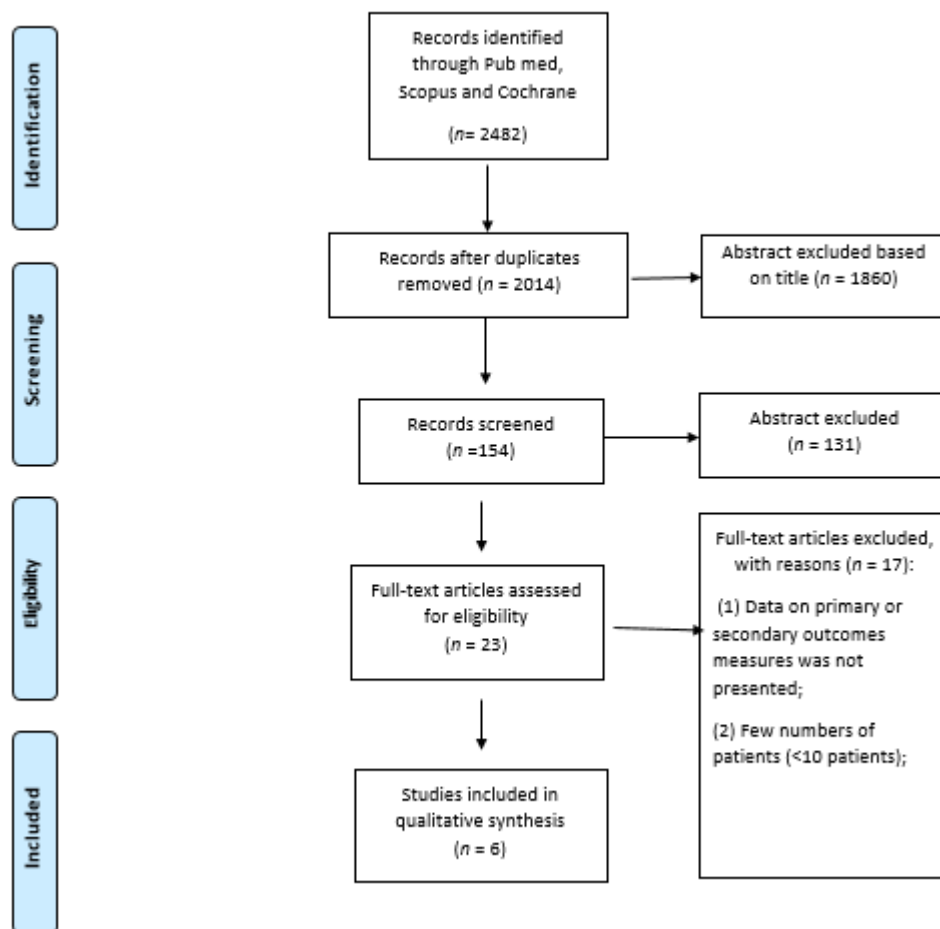 Identification
Records identified
through Pub med,
Scopus and Cochrane
(n= 2482)
Records after duplicates
removed (n = 2014)
Abstract excluded based
on title (n = 1860)
Screening
Records screened
(n =154)
Abstract excluded
(n = 131)
Eligibility
Full-text articles assessed
for eligibility
(n = 23)
Full-text articles excluded,
with reasons (n = 17):
(1) Data on primary or
secondary outcomes
measures was not
presented;
(2) Few numbers of
patients (<10 patients);
Included
Studies included in
qualitative synthesis
(n = 6)